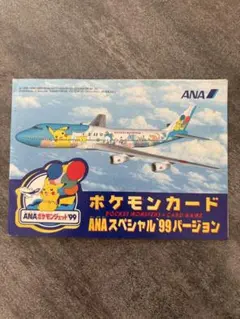 ANA
ANAポケモンジェット'99
ポケモンカード
POCKET MONSTERS CARD GAME
ANAスペシャル'99バージョン